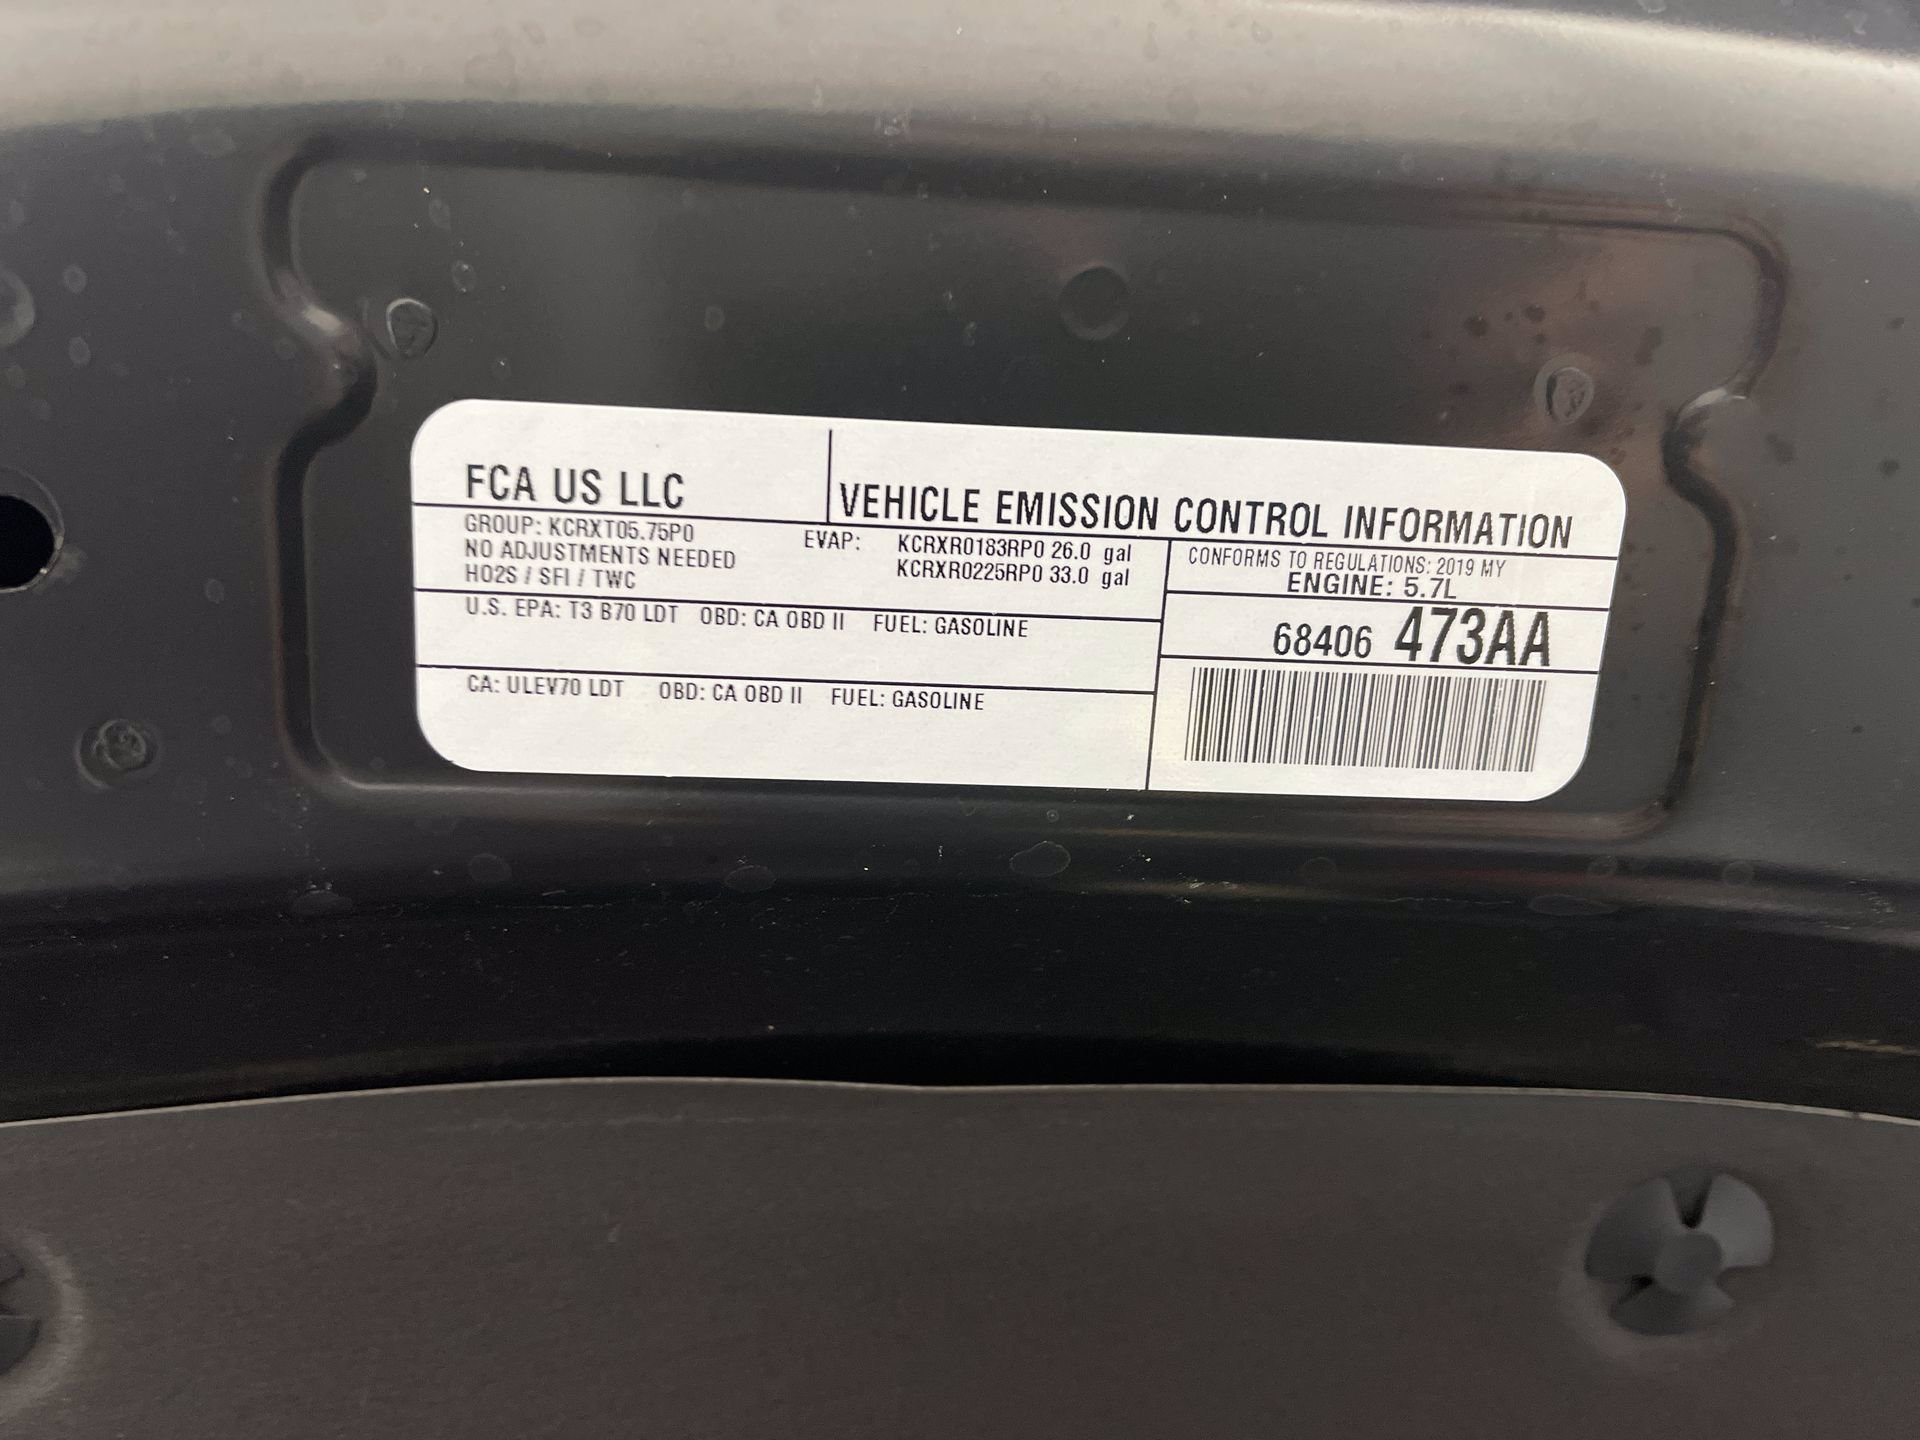 FCA US LLC
VEHICLE EMISSION CONTROL INFORMATION
GROUP: KCRXT05.75P0
NO ADJUSTMENTS NEEDED
HO2S / SFI / TWC
EVAP: KCRXR0183RP0 26.0 gal
KCRXR0225RP0 33.0 gal
CONFORMS TO REGULATIONS: 2019 MY
ENGINE: 5.7L
U.S. EPA: T3 B70 LDT OBD: CA OBD II FUEL: GASOLINE
68406 473AA
CA: ULEV70 LDT OBD: CA OBD II FUEL: GASOLINE